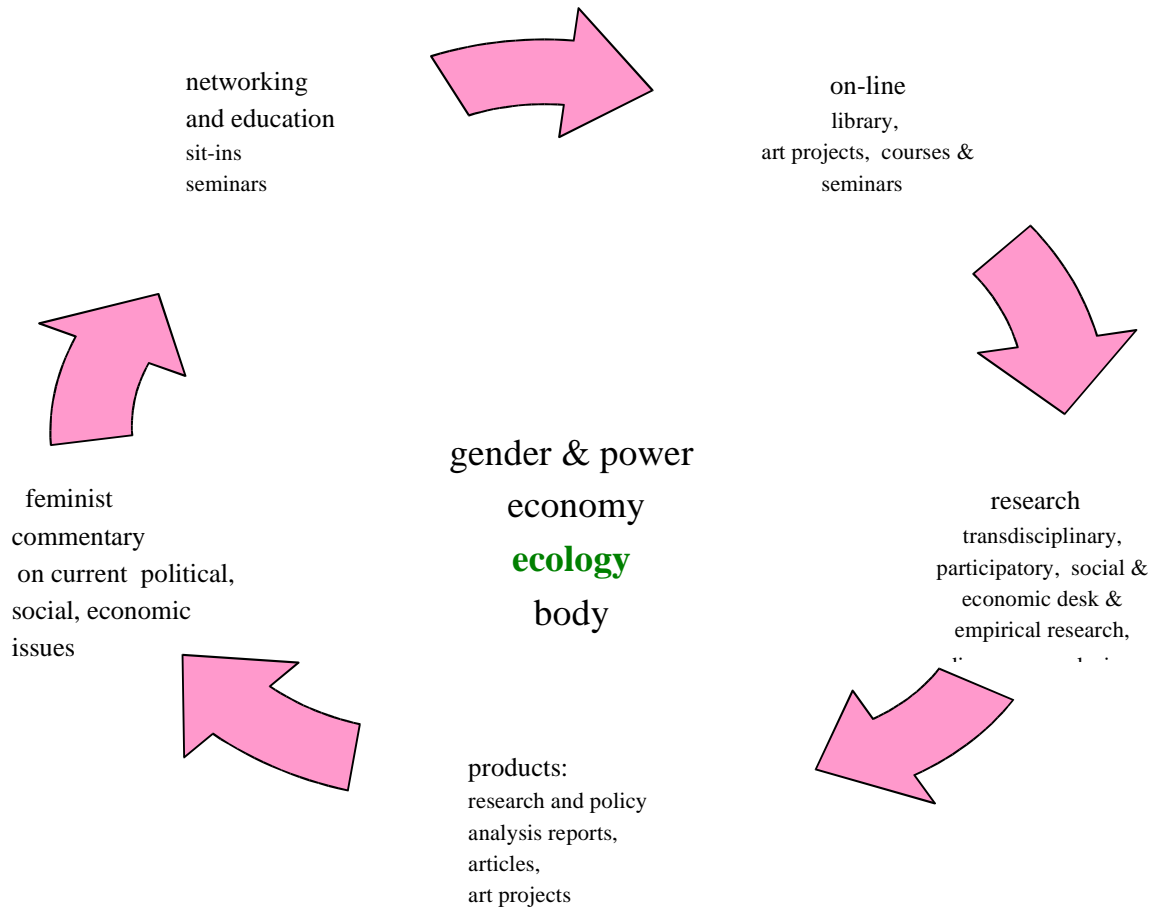 networking
and education
sit-ins
seminars
on-line
library,
art projects, courses &
seminars
gender & power
economy
ecology
body
feminist
commentary
on current political,
social, economic
issues
research
transdisciplinary,
participatory, social &
economic desk &
empirical research,
products:
research and policy
analysis reports,
articles,
art projects